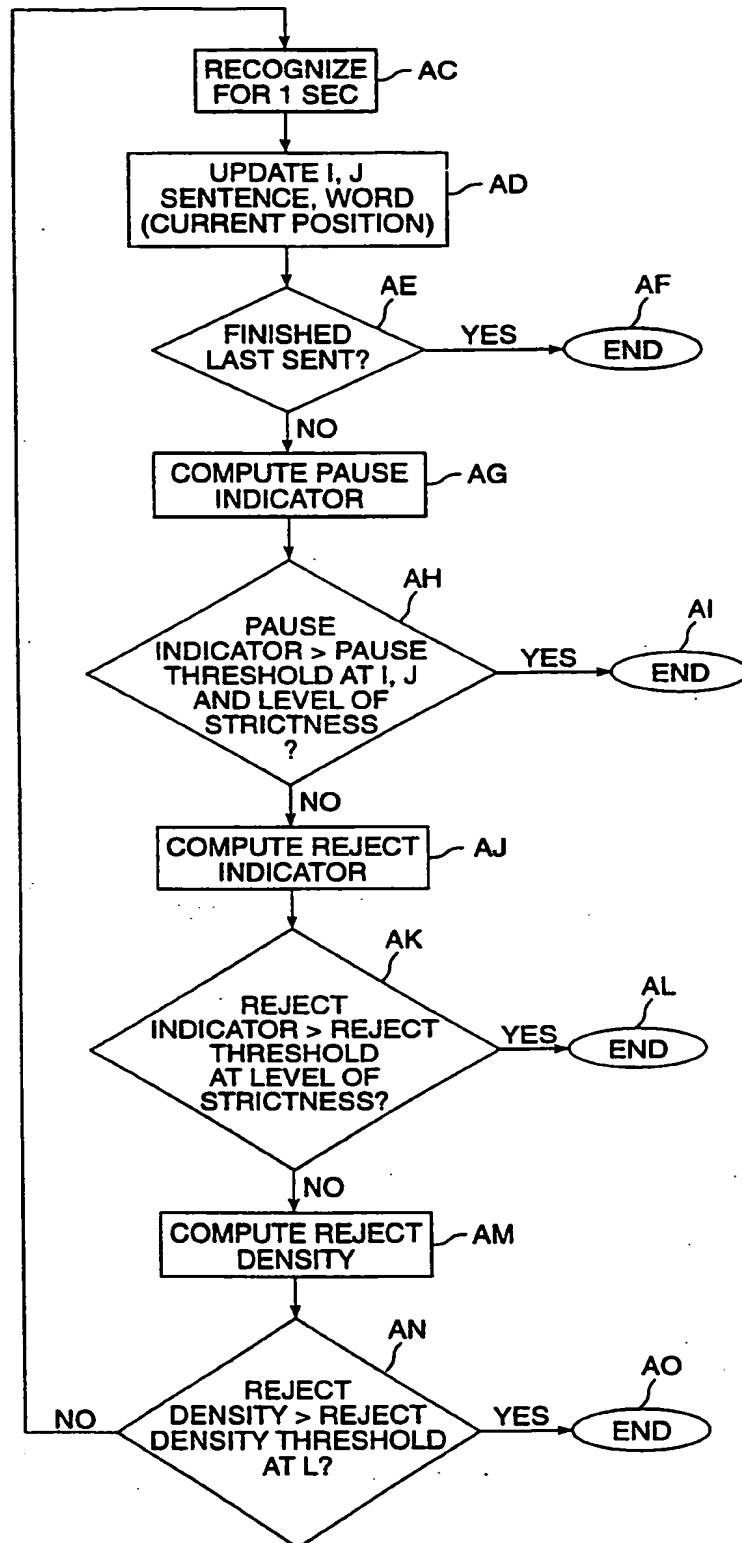 RECOGNIZE
FOR 1 SEC
AC
UPDATE I, J
SENTENCE, WORD
(CURRENT POSITION)
AD
AE
FINISHED
LAST SENT?
YES
AF
END
NO
COMPUTE PAUSE
INDICATOR
AG
AH
PAUSE
INDICATOR > PAUSE
THRESHOLD AT I, J
AND LEVEL OF
STRICTNESS
?
YES
AI
END
NO
COMPUTE REJECT
INDICATOR
AJ
AK
REJECT
INDICATOR > REJECT
THRESHOLD
AT LEVEL OF
STRICTNESS?
YES
AL
END
NO
COMPUTE REJECT
DENSITY
AM
AN
REJECT
DENSITY > REJECT
DENSITY THRESHOLD
AT L?
NO
YES
AO
END